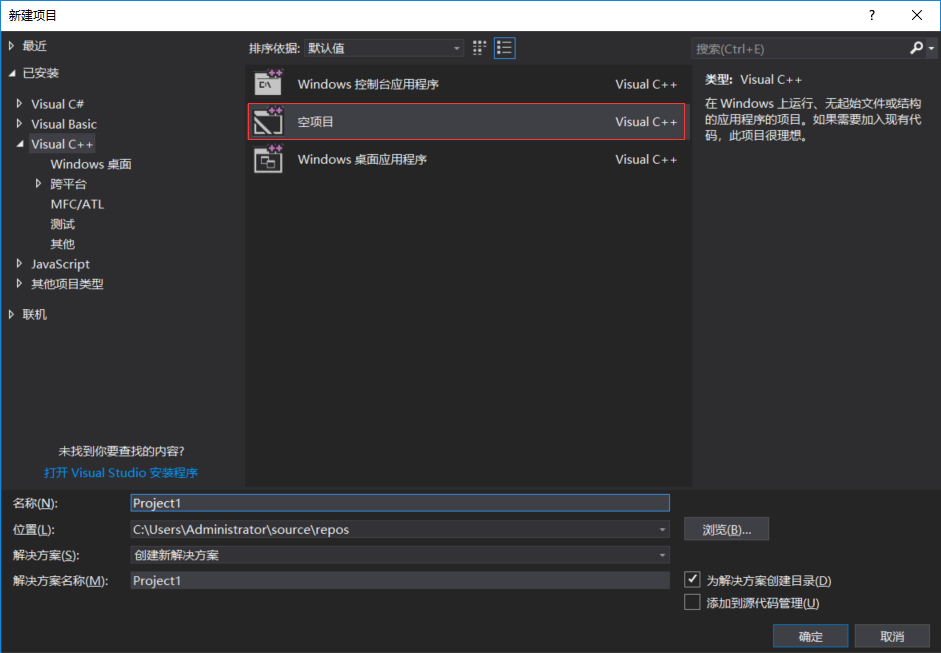 新建项目
?
最近
已安装
Visual C#
Visual Basic
Visual C++
Windows 桌面
跨平台
MFC/ATL
测试
其他
JavaScript
其他项目类型
联机
未找到你要查找的内容?
打开 Visual Studio 安装程序
排序依据: 默认值
Windows 控制台应用程序 Visual C++
空项目 Visual C++
Windows 桌面应用程序 Visual C++
搜索(Ctrl+E)
类型: Visual C++
在 Windows 上运行、无起始文件或结构
的应用程序的项目。如果需要加入现有代
码，此项目很理想。
名称(N): Project1
位置(L): C:\Users\Administrator\source\repos 浏览(B)...
解决方案(S): 创建新解决方案
解决方案名称(M): Project1
为解决方案创建目录(D)
添加到源代码管理(U)
确定 取消